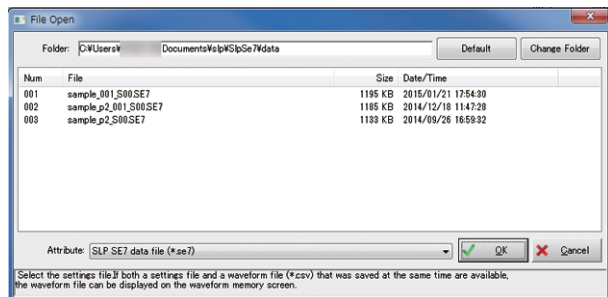 File Open
Folder: C:¥Users¥ Documents¥slp¥SlpSe7¥data Default Change Folder
Num File Size Date/Time
001 sample_001_S00.SE7 1195 KB 2015/01/21 17:54:30
002 sample_p2_001_S00.SE7 1185 KB 2014/12/18 11:47:28
003 sample_p2_S00.SE7 1133 KB 2014/09/26 16:59:32
Attribute: SLP SE7 data file (*.se7) OK Cancel
Select the settings file.If both a settings file and a waveform file (*.csv) that was saved at the same time are available,
the waveform file can be displayed on the waveform memory screen.